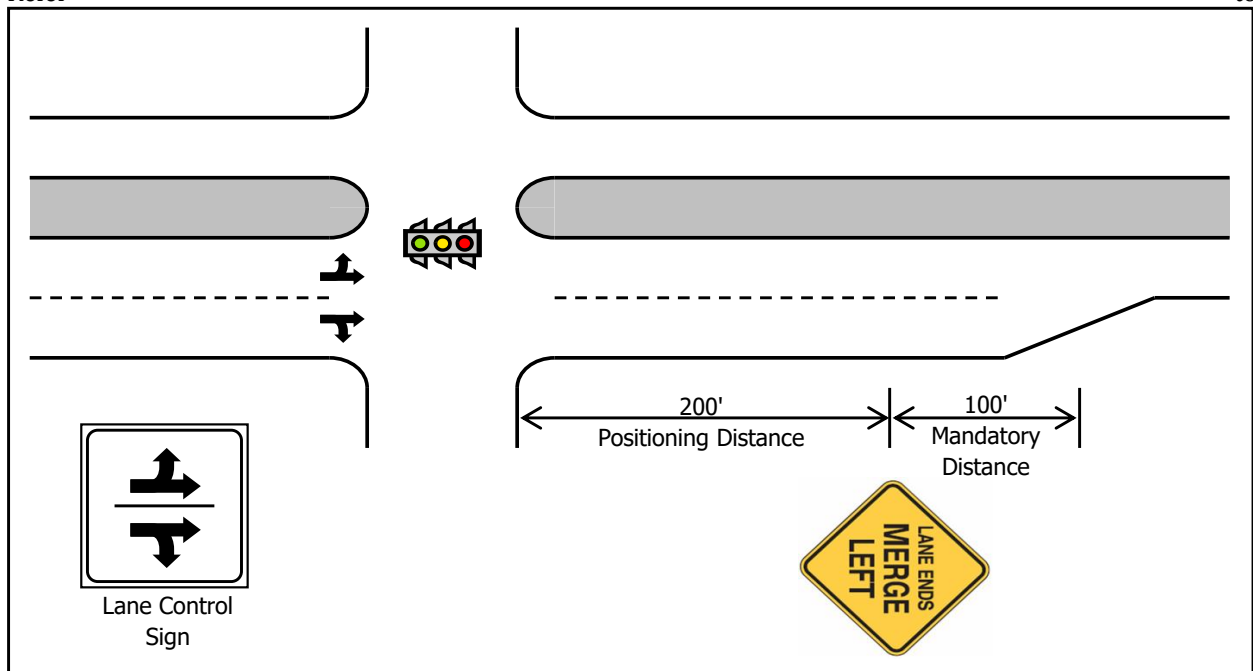 200'
Positioning Distance
100'
Mandatory
Distance
LANE ENDS
MERGE
LEFT
Lane Control
Sign